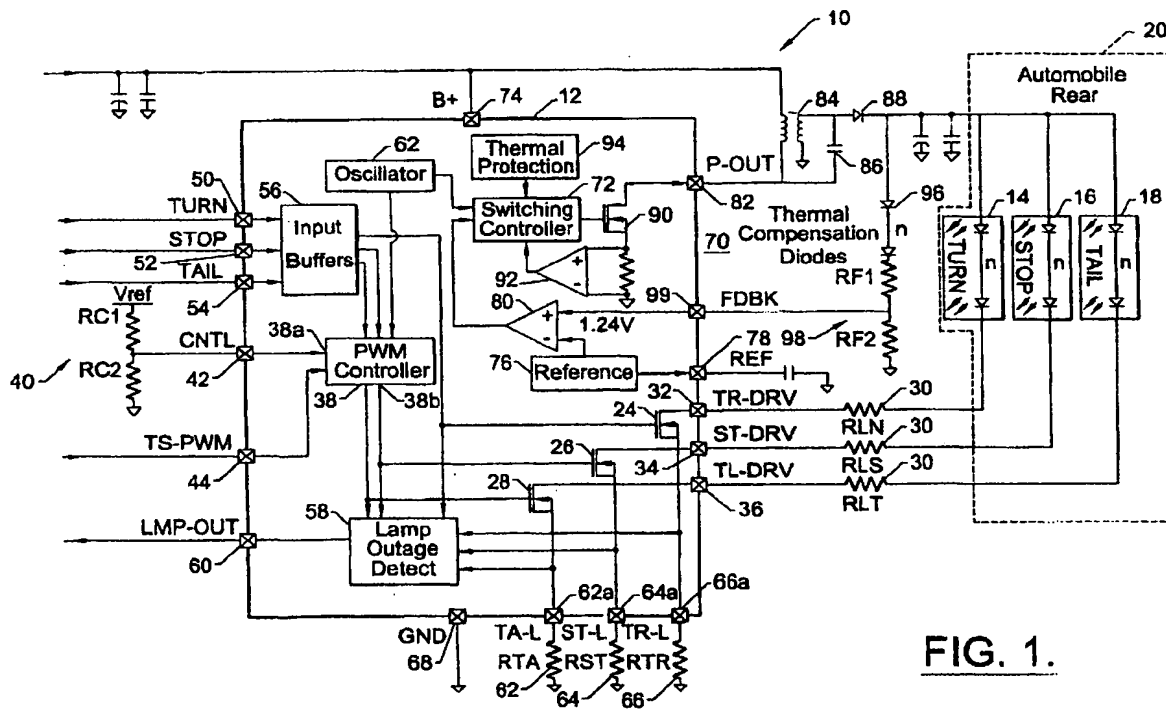 10
20
Automobile
Rear
B+
74
12
84
88
62
Oscillator
Thermal
Protection
94
P-OUT
86
50
56
72
82
96
14
16
18
TURN
Input
Buffers
Switching
Controller
90
70
Thermal
Compensation
Diodes
n
TURN
n
STOP
n
TAIL
n
STOP
52
92
+
-
RF1
TAIL
54
80
99
FDBK
Vref
RC1
38a
+
-
1.24V
78
98
RF2
CNTL
PWM
Controller
76
Reference
REF
40
RC2
42
38
38b
32
24
TR-DRV
30
RLN
TS-PWM
26
ST-DRV
30
RLS
44
34
28
TL-DRV
30
RLT
58
36
LMP-OUT
Lamp
Outage
Detect
60
62a
64a
66a
GND
TA-L
ST-L
TR-L
68
RTA
RST
RTR
62
64
66
FIG. 1.